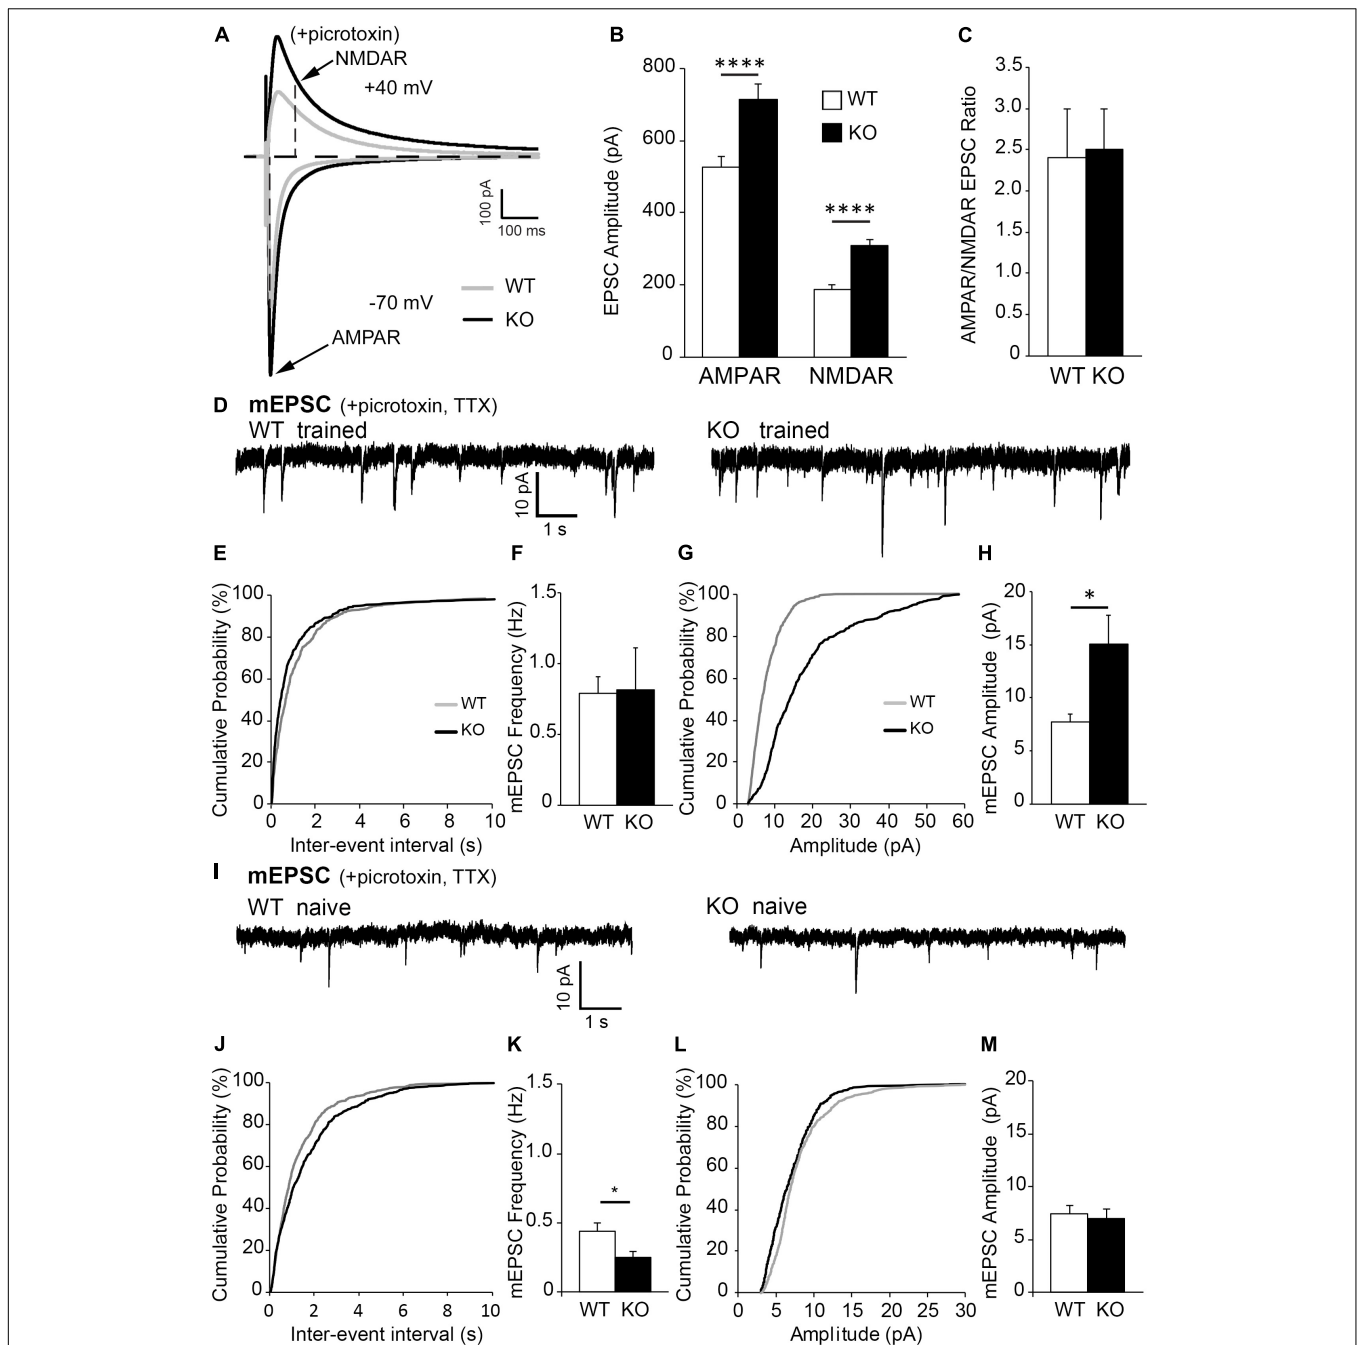 A
(+picrotoxin)
NMDAR
+40 mV
100 pA
100 ms
-70 mV
WT
KO
AMPAR
B
****
****
WT
KO
EPSC Amplitude (pA)
800
600
400
200
0
AMPAR
NMDAR
C
AMPAR/NMDAR EPSC Ratio
3.5
3.0
2.5
2.0
1.5
1.0
0.5
0
WT KO
D mEPSC (+picrotoxin, TTX)
WT trained
KO trained
10 pA
1 s
E
Cumulative Probability (%)
100
80
60
40
20
0
WT
KO
0 2 4 6 8 10
Inter-event interval (s)
F
mEPSC Frequency (Hz)
1.5
1.0
0.5
0
WT KO
G
Cumulative Probability (%)
100
80
60
40
20
0
WT
KO
0 10 20 30 40 50 60
Amplitude (pA)
H
mEPSC Amplitude (pA)
20
15
10
5
0
*
WT KO
I mEPSC (+picrotoxin, TTX)
WT naive
KO naive
10 pA
1 s
J
Cumulative Probability (%)
100
80
60
40
20
0
0 2 4 6 8 10
Inter-event interval (s)
K
mEPSC Frequency (Hz)
1.5
1
0.5
0
*
WT KO
L
Cumulative Probability (%)
100
80
60
40
20
0
0 5 10 15 20 25 30
Amplitude (pA)
M
mEPSC Amplitude (pA)
20
15
10
5
0
WT KO